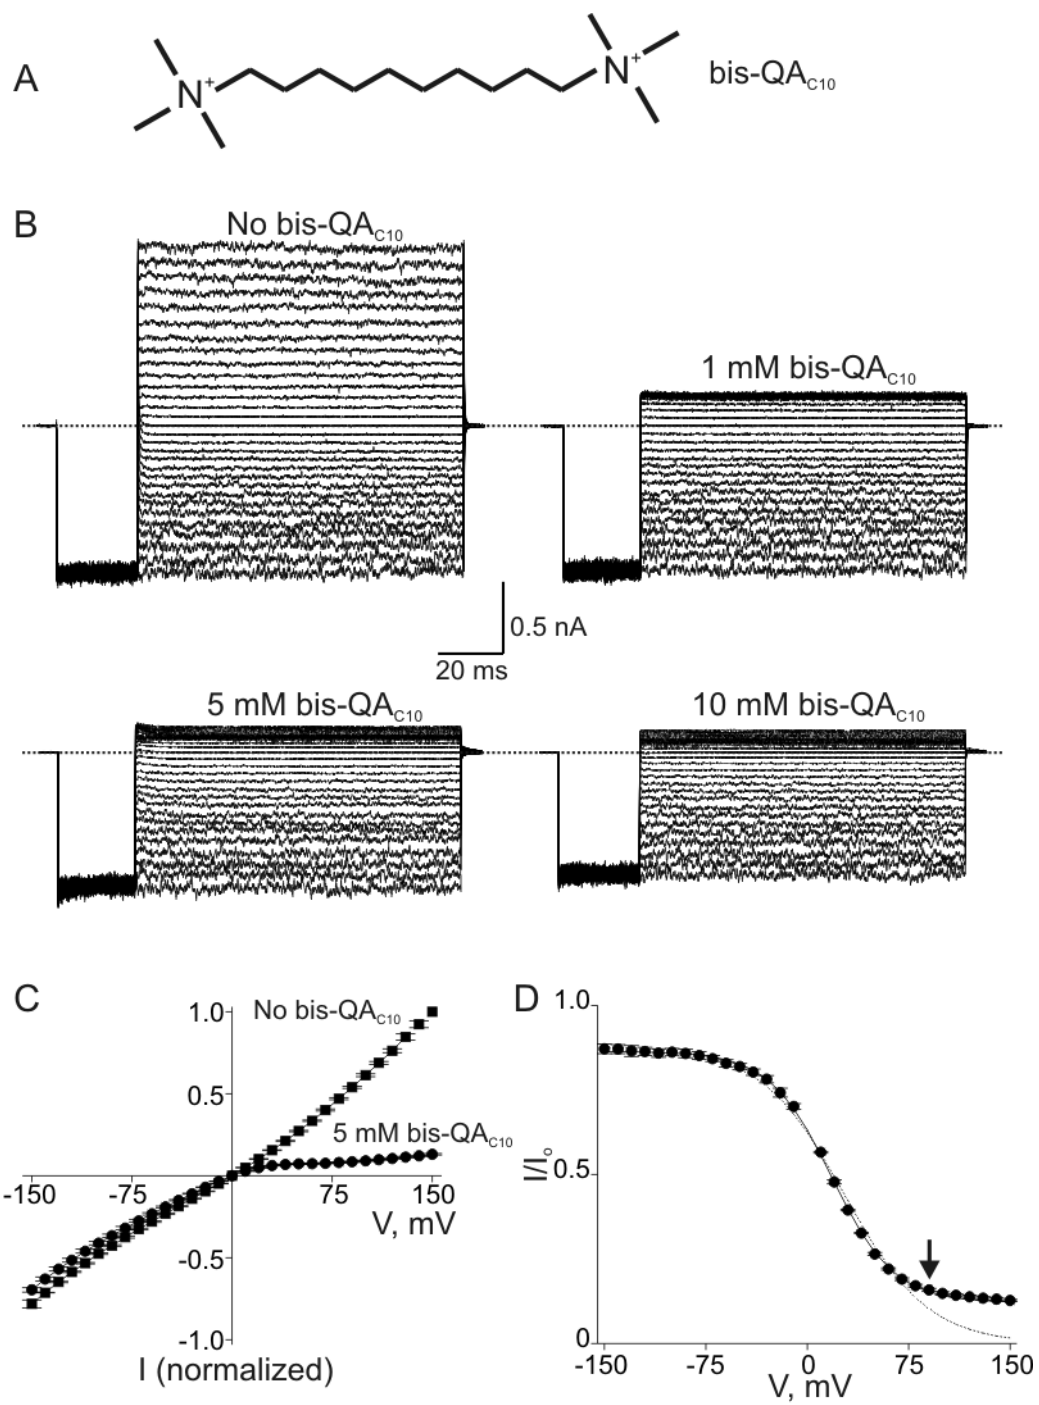 A
N+
N+
bis-QAC10
B
No bis-QAC10
1 mM bis-QAC10
0.5 nA
20 ms
5 mM bis-QAC10
10 mM bis-QAC10
C
1.0
No bis-QAC10
0.5
5 mM bis-QAC10
-150
-75
75
150
V, mV
-0.5
-1.0
I (normalized)
D
1.0
I/Io
0.5
0
-150
-75
0
75
150
V, mV